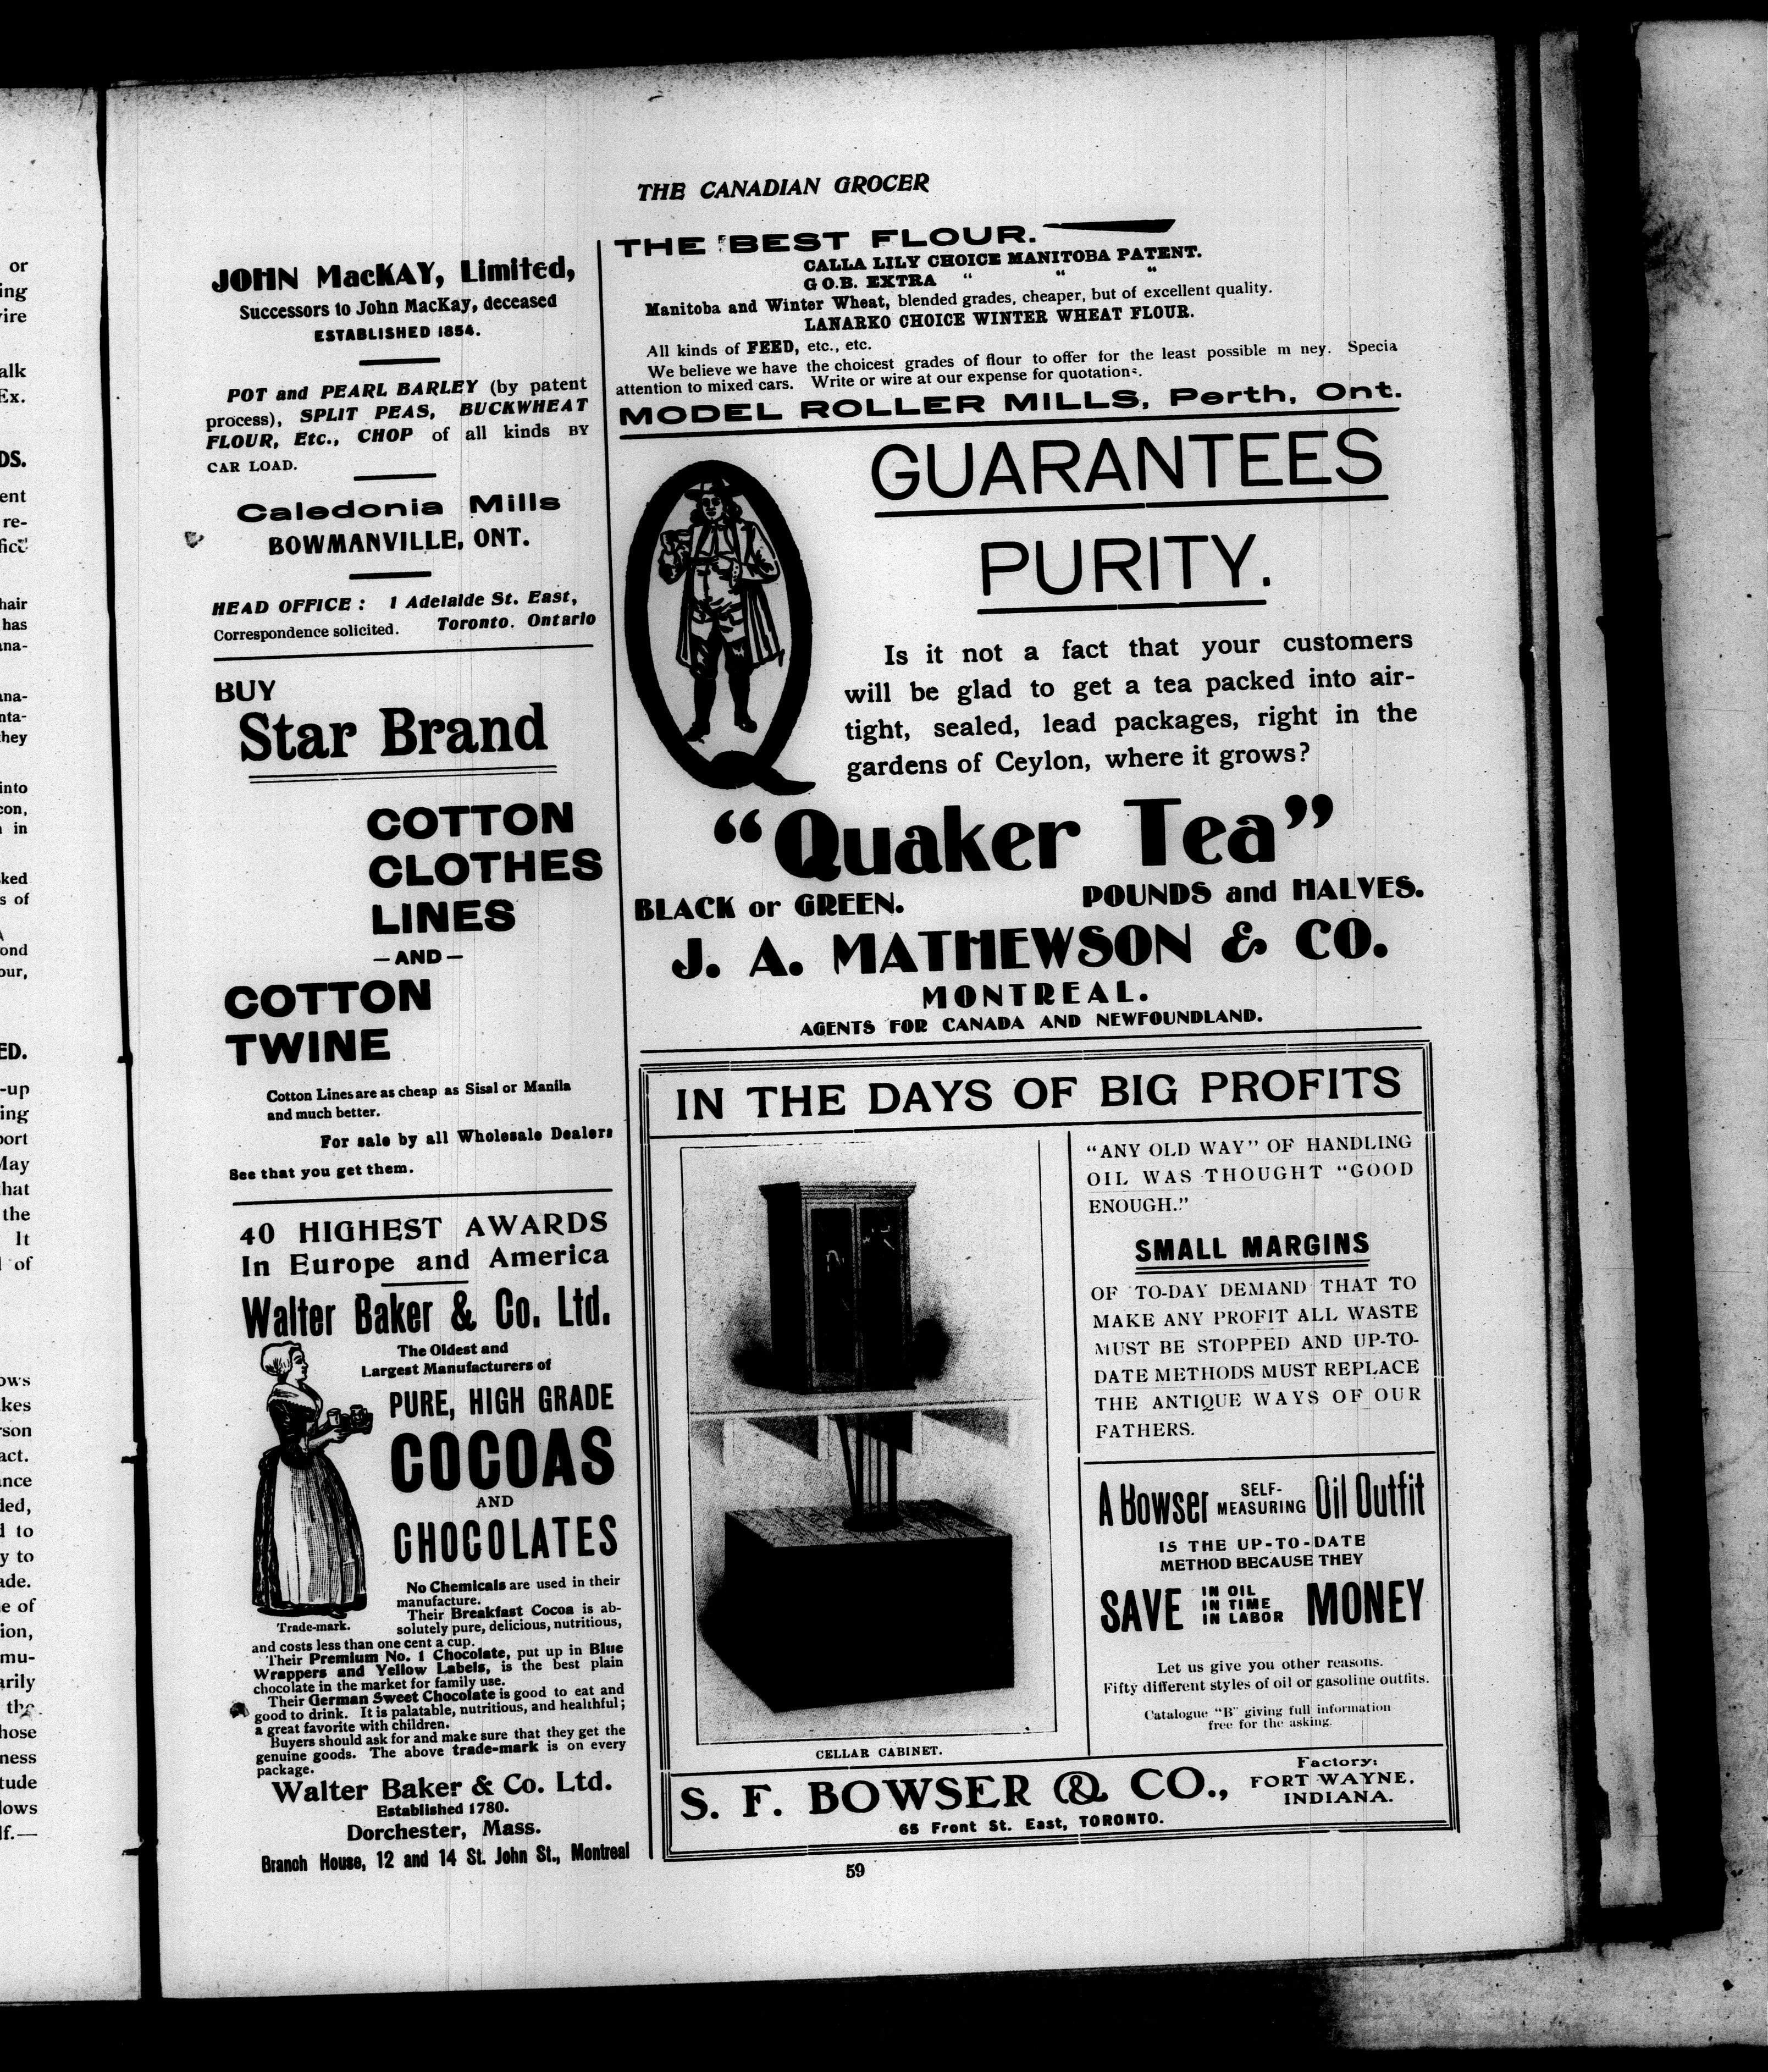 THE CANADIAN GROCER
JOHN MacKAY, Limited,
Successors to John MacKay, deceased
ESTABLISHED 1854.
POT and PEARL BARLEY (by patent
process), SPLIT PEAS, BUCKWHEAT
FLOUR, Etc., CHOP of all kinds BY
CAR LOAD.
Caledonia Mills
BOWMANVILLE, ONT.
HEAD OFFICE: 1 Adelaide St. East,
Correspondence solicited. Toronto. Ontario
BUY
Star Brand
COTTON
CLOTHES
LINES
—AND—
COTTON
TWINE
Cotton Lines are as cheap as Sisal or Manila
and much better.
For sale by all Wholesale Dealers
See that you get them.
40 HIGHEST AWARDS
In Europe and America
Walter Baker & Co. Ltd.
The Oldest and
Largest Manufacturers of
PURE, HIGH GRADE
COCOAS
AND
CHOCOLATES
No Chemicals are used in their
manufacture.
Their Breakfast Cocoa is ab-
solutely pure, delicious, nutritious,
Trade-mark.
and costs less than one cent a cup.
Their Premium No. 1 Chocolate, put up in Blue
Wrappers and Yellow Labels, is the best plain
chocolate in the market for family use.
Their German Sweet Chocolate is good to eat and
good to drink. It is palatable, nutritious, and healthful;
a great favorite with children.
Buyers should ask for and make sure that they get the
genuine goods. The above trade-mark is on every
package.
Walter Baker & Co. Ltd.
Established 1780.
Dorchester, Mass.
Branch House, 12 and 14 St. John St., Montreal
THE BEST FLOUR.
CALLA LILY CHOICE MANITOBA PATENT.
G O.B. EXTRA " " "
Manitoba and Winter Wheat, blended grades, cheaper, but of excellent quality.
LANARKO CHOICE WINTER WHEAT FLOUR.
All kinds of FEED, etc., etc.
We believe we have the choicest grades of flour to offer for the least possible m ney. Specia
attention to mixed cars. Write or wire at our expense for quotations.
MODEL ROLLER MILLS, Perth, Ont.
GUARANTEES
PURITY.
Is it not a fact that your customers
will be glad to get a tea packed into air-
tight, sealed, lead packages, right in the
gardens of Ceylon, where it grows?
"Quaker Tea"
BLACK or GREEN. POUNDS and HALVES.
J. A. MATHEWSON & CO.
MONTREAL.
AGENTS FOR CANADA AND NEWFOUNDLAND.
IN THE DAYS OF BIG PROFITS
"ANY OLD WAY" OF HANDLING
OIL WAS THOUGHT "GOOD
ENOUGH."
SMALL MARGINS
OF TO-DAY DEMAND THAT TO
MAKE ANY PROFIT ALL WASTE
MUST BE STOPPED AND UP-TO-
DATE METHODS MUST REPLACE
THE ANTIQUE WAYS OF OUR
FATHERS.
A Bowser SELF-MEASURING Oil Outfit
IS THE UP-TO-DATE
METHOD BECAUSE THEY
SAVE IN OIL IN TIME IN LABOR MONEY
Let us give you other reasons.
Fifty different styles of oil or gasoline outfits.
Catalogue "B" giving full information
free for the asking.
CELLAR CABINET.
S. F. BOWSER & CO.,
65 Front St. East, TORONTO.
Factory:
FORT WAYNE.
INDIANA.
59